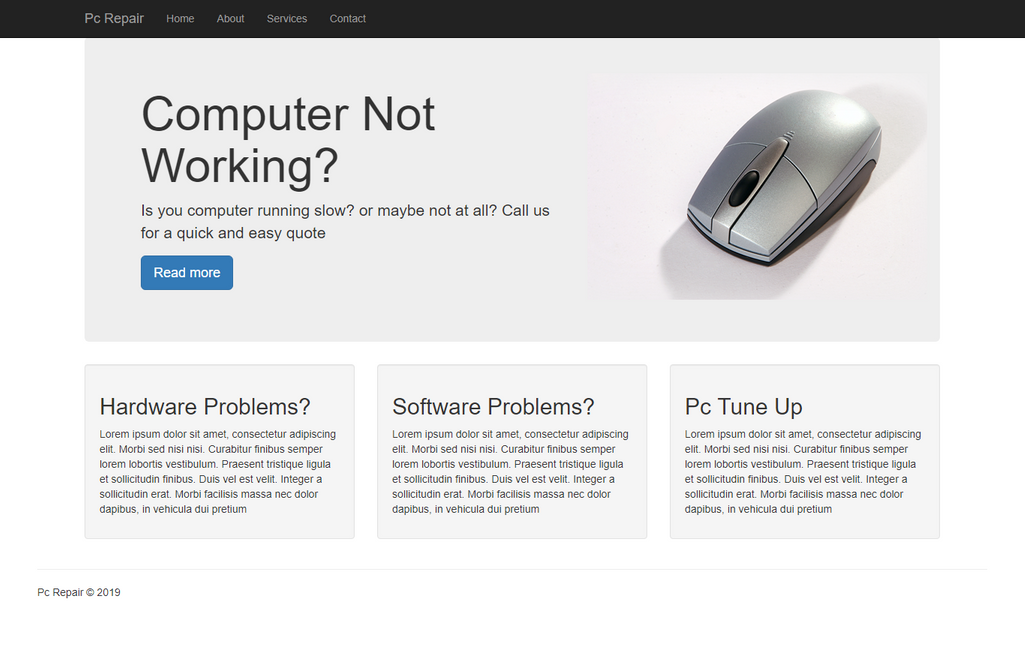 Pc Repair Home About Services Contact
Computer Not
Working?
Is you computer running slow? or maybe not at all? Call us
for a quick and easy quote
Read more
Hardware Problems?
Lorem ipsum dolor sit amet, consectetur adipiscing
elit. Morbi sed nisi nisi. Curabitur finibus semper
lorem lobortis vestibulum. Praesent tristique ligula
et sollicitudin finibus. Duis vel est velit. Integer a
sollicitudin erat. Morbi facilisis massa nec dolor
dapibus, in vehicula dui pretium
Software Problems?
Lorem ipsum dolor sit amet, consectetur adipiscing
elit. Morbi sed nisi nisi. Curabitur finibus semper
lorem lobortis vestibulum. Praesent tristique ligula
et sollicitudin finibus. Duis vel est velit. Integer a
sollicitudin erat. Morbi facilisis massa nec dolor
dapibus, in vehicula dui pretium
Pc Tune Up
Lorem ipsum dolor sit amet, consectetur adipiscing
elit. Morbi sed nisi nisi. Curabitur finibus semper
lorem lobortis vestibulum. Praesent tristique ligula
et sollicitudin finibus. Duis vel est velit. Integer a
sollicitudin erat. Morbi facilisis massa nec dolor
dapibus, in vehicula dui pretium
Pc Repair © 2019